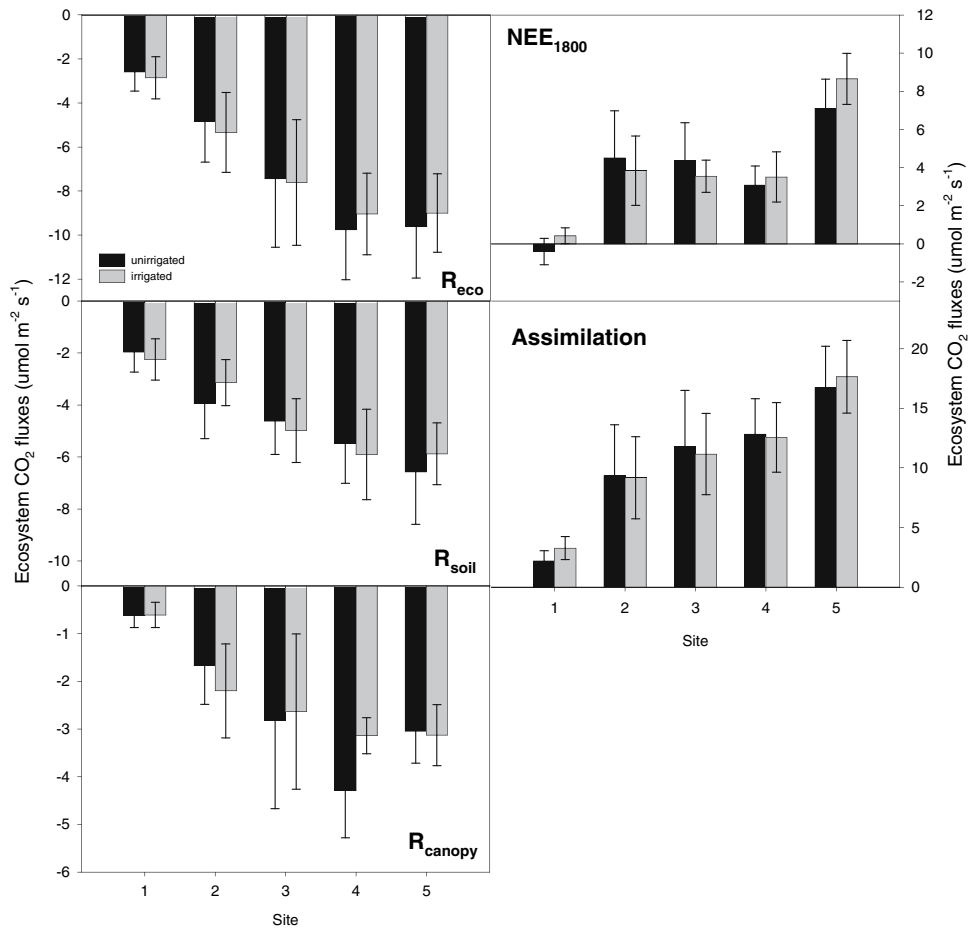 Ecosystem CO2 fluxes (umol m-2 s-1)
0
-2
-4
-6
-8
-10
-12
unirrigated
irrigated
Reco
0
-2
-4
-6
-8
-10
Rsoil
0
-1
-2
-3
-4
-5
-6
Rcanopy
1 2 3 4 5
Site
NEE1800
12
10
8
6
4
2
0
-2
Ecosystem CO2 fluxes (umol m-2 s-1)
Assimilation
20
15
10
5
0
1 2 3 4 5
Site